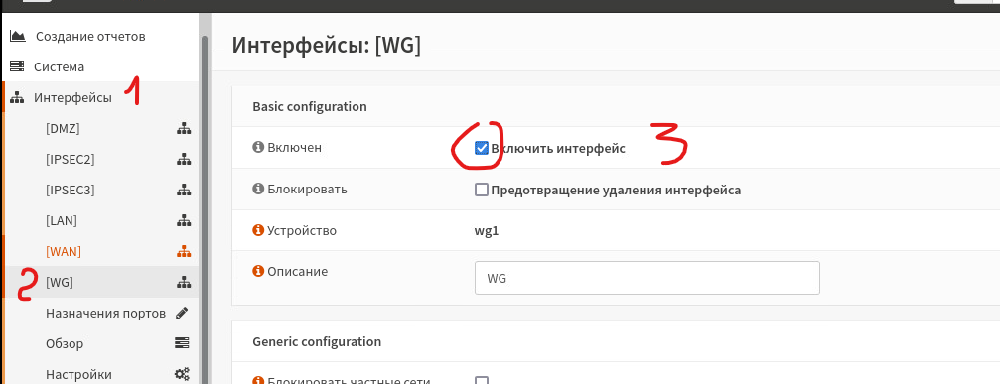 Создание отчетов
Система
Интерфейсы 1
[DMZ]
[IPSEC2]
[IPSEC3]
[LAN]
[WAN]
2 [WG]
Назначения портов
Обзор
Настройки
Интерфейсы: [WG]
Basic configuration
Включен Включить интерфейс 3
Блокировать Предотвращение удаления интерфейса
Устройство wg1
Описание WG
Generic configuration
Блокировать частные сети